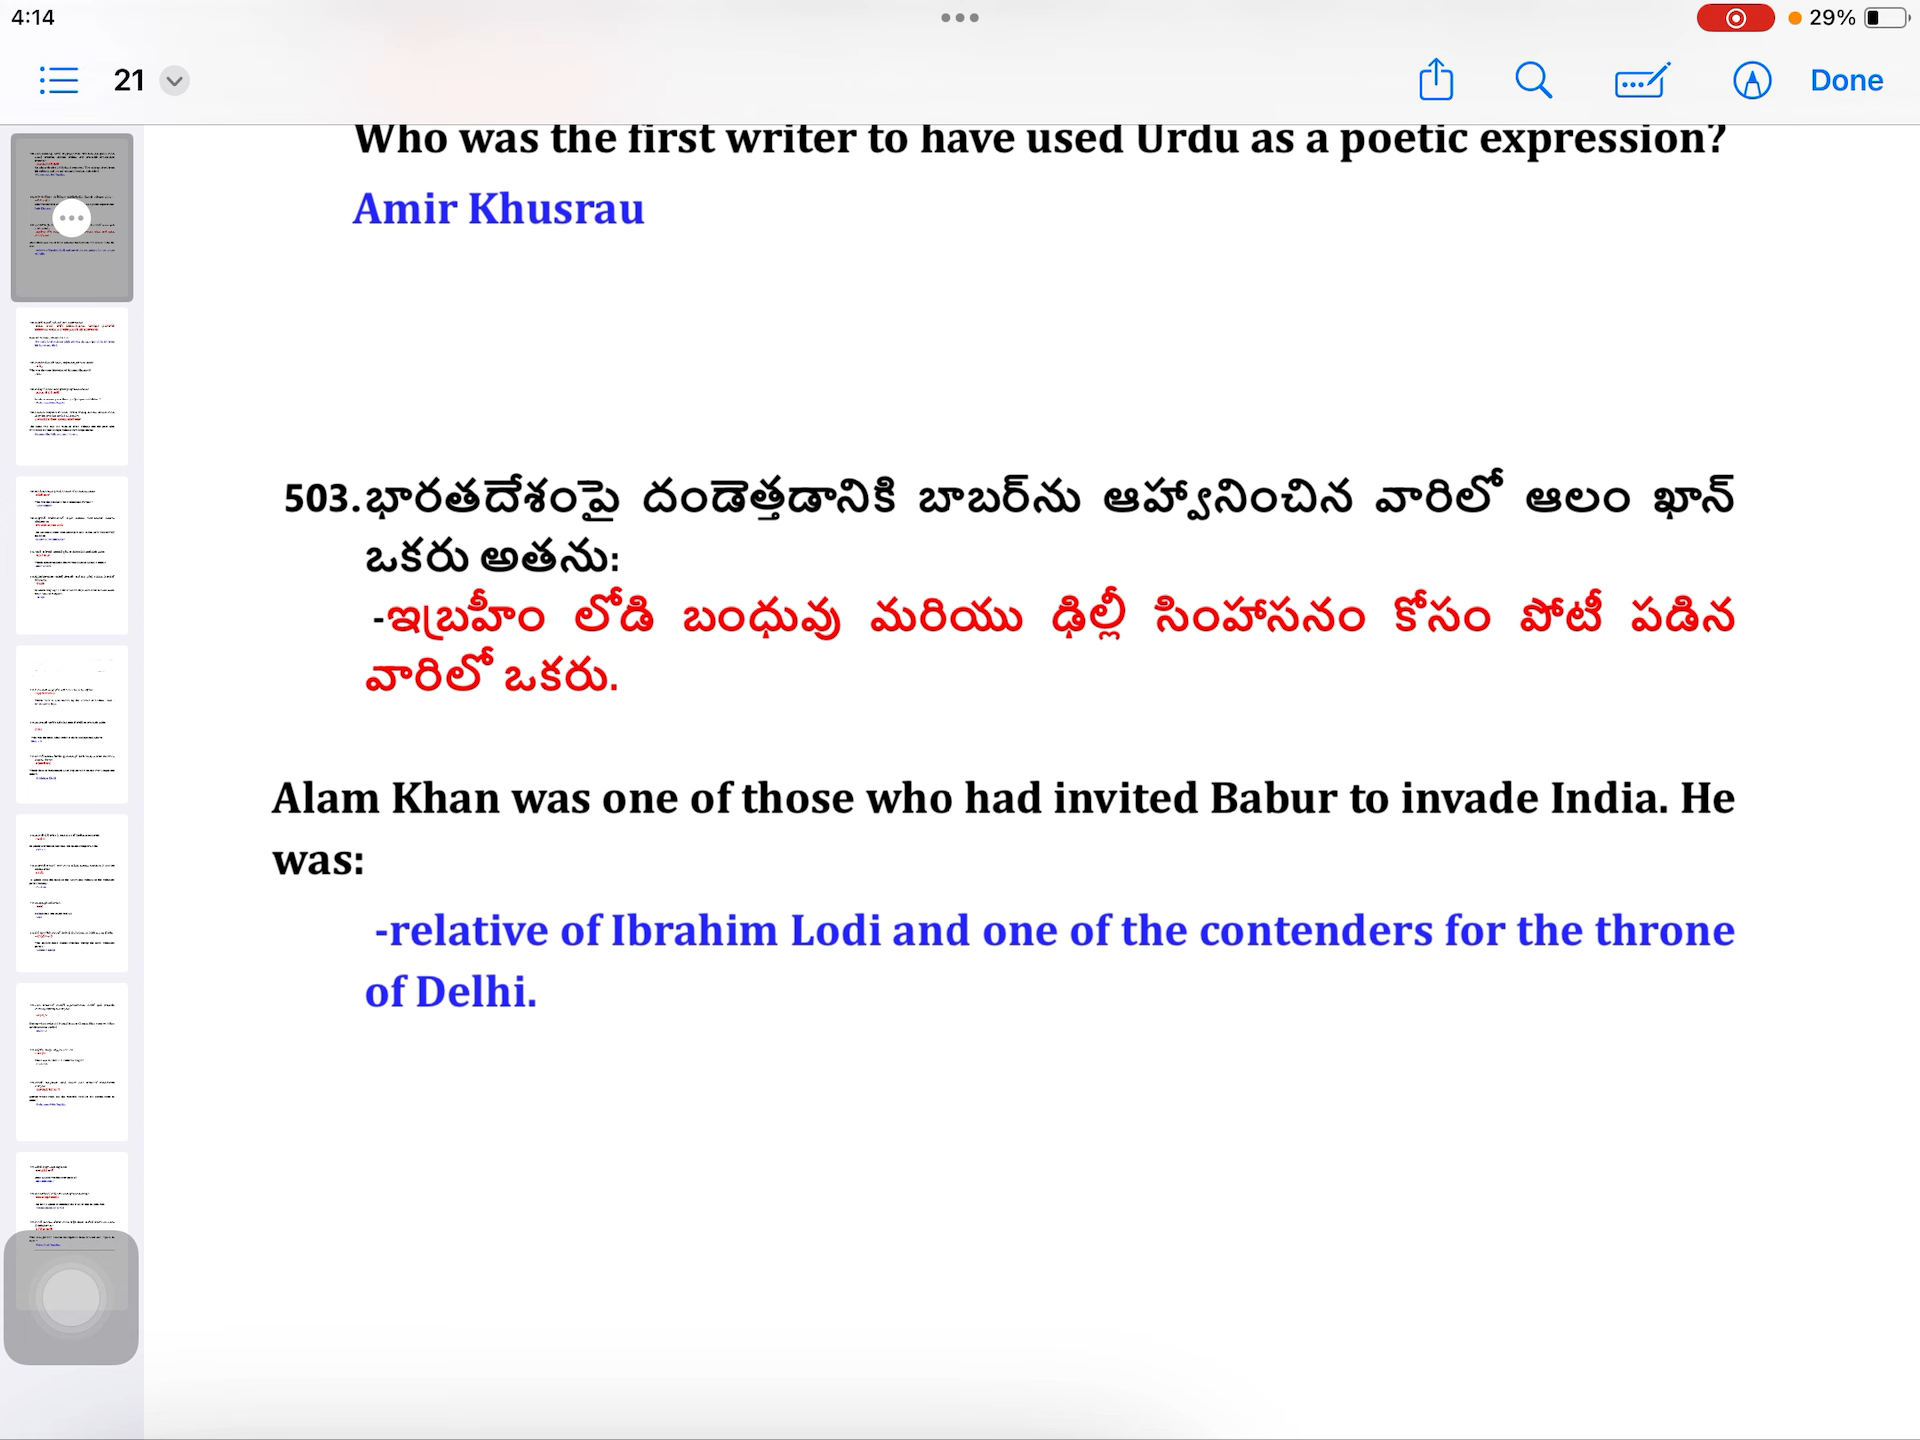 4:14
29%
21
Done
Who was the first writer to have used Urdu as a poetic expression?
Amir Khusrau
503. భారతదేశంపై దండెత్తడానికి బాబర్‌ను ఆహ్వానించిన వారిలో ఆలం ఖాన్
ఒకరు అతను:
-ఇబ్రహీం లోడి బంధువు మరియు ఢిల్లీ సింహాసనం కోసం పోటీ పడిన
వారిలో ఒకరు.
Alam Khan was one of those who had invited Babur to invade India. He
was:
-relative of Ibrahim Lodi and one of the contenders for the throne
of Delhi.